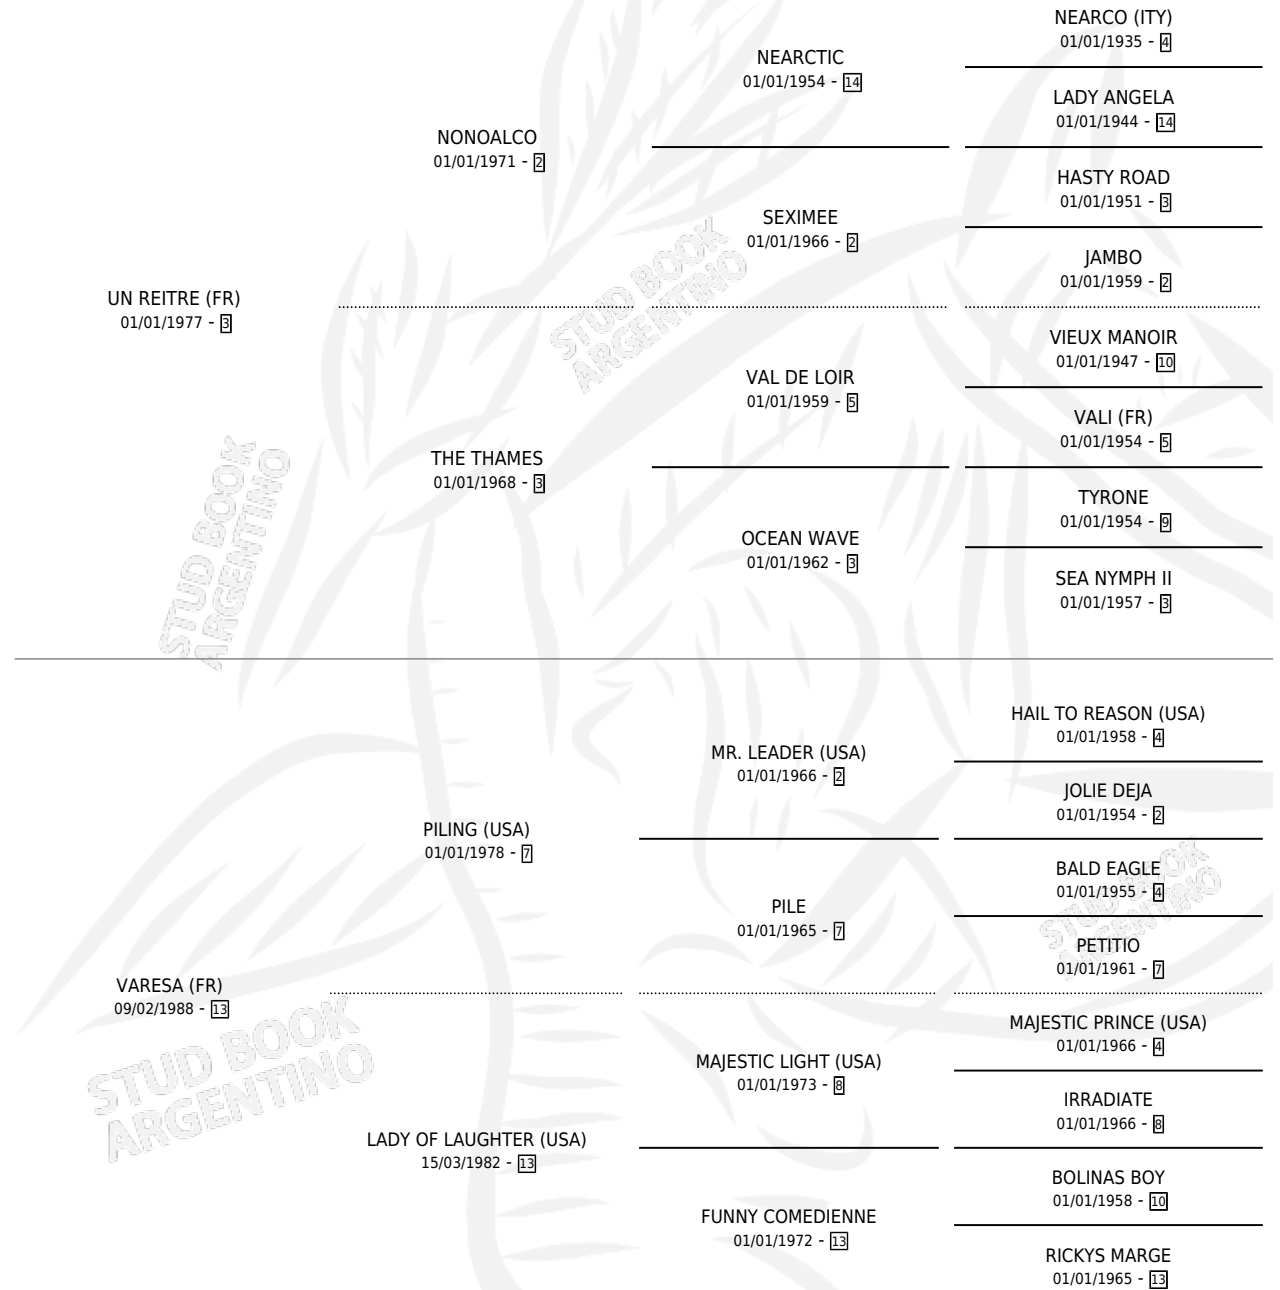 NEARCO (ITY)
01/01/1935 - 4
NEARCTIC
01/01/1954 - 14
LADY ANGELA
01/01/1944 - 14
NONOALCO
01/01/1971 - 2
HASTY ROAD
01/01/1951 - 3
SEXIMEE
01/01/1966 - 2
JAMBO
01/01/1959 - 2
UN REITRE (FR)
01/01/1977 - 3
VIEUX MANOIR
01/01/1947 - 10
VAL DE LOIR
01/01/1959 - 5
VALI (FR)
01/01/1954 - 5
THE THAMES
01/01/1968 - 3
TYRONE
01/01/1954 - 9
OCEAN WAVE
01/01/1962 - 3
SEA NYMPH II
01/01/1957 - 3
HAIL TO REASON (USA)
01/01/1958 - 4
MR. LEADER (USA)
01/01/1966 - 2
JOLIE DEJA
01/01/1954 - 2
PILING (USA)
01/01/1978 - 7
BALD EAGLE
01/01/1955 - 4
PILE
01/01/1965 - 7
PETITIO
01/01/1961 - 7
VARESA (FR)
09/02/1988 - 13
MAJESTIC PRINCE (USA)
01/01/1966 - 4
MAJESTIC LIGHT (USA)
01/01/1973 - 8
IRRADIATE
01/01/1966 - 8
LADY OF LAUGHTER (USA)
15/03/1982 - 13
BOLINAS BOY
01/01/1958 - 10
FUNNY COMEDIENNE
01/01/1972 - 13
RICKYS MARGE
01/01/1965 - 13
STUD BOOK
ARGENTINO
STUD BOOK
ARGENTINO
STUD BOOK
ARGENTINO
STUD BOOK
ARGENTINO